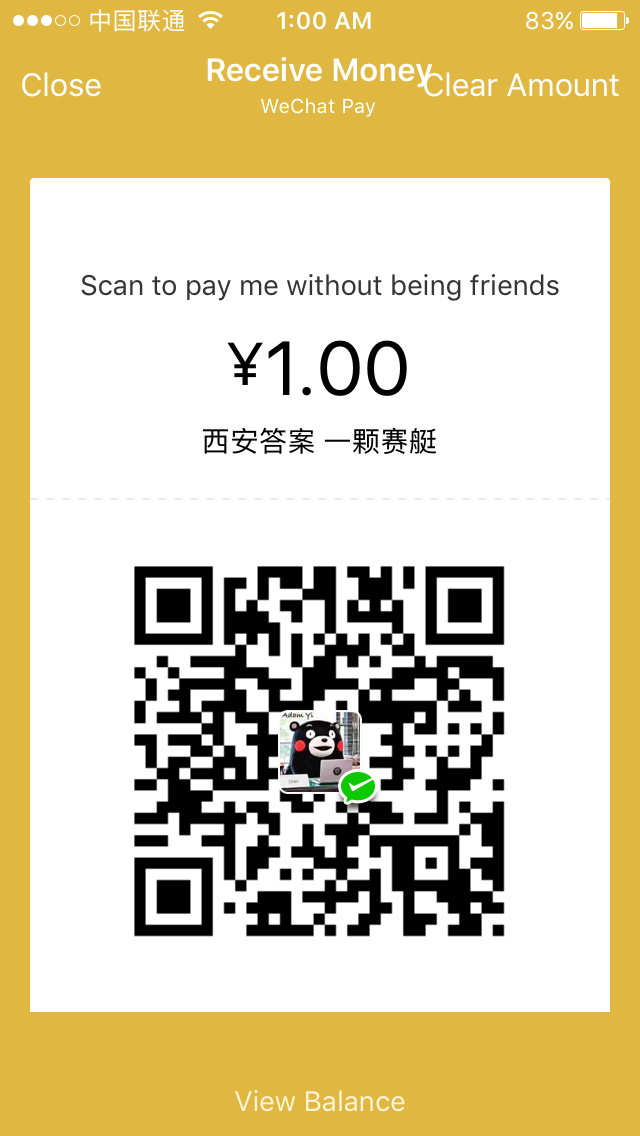 中国联通 1:00 AM 83%
Close Receive Money Clear Amount
WeChat Pay
Scan to pay me without being friends
¥1.00
西安答案 一颗赛艇
Adam Yi
View Balance